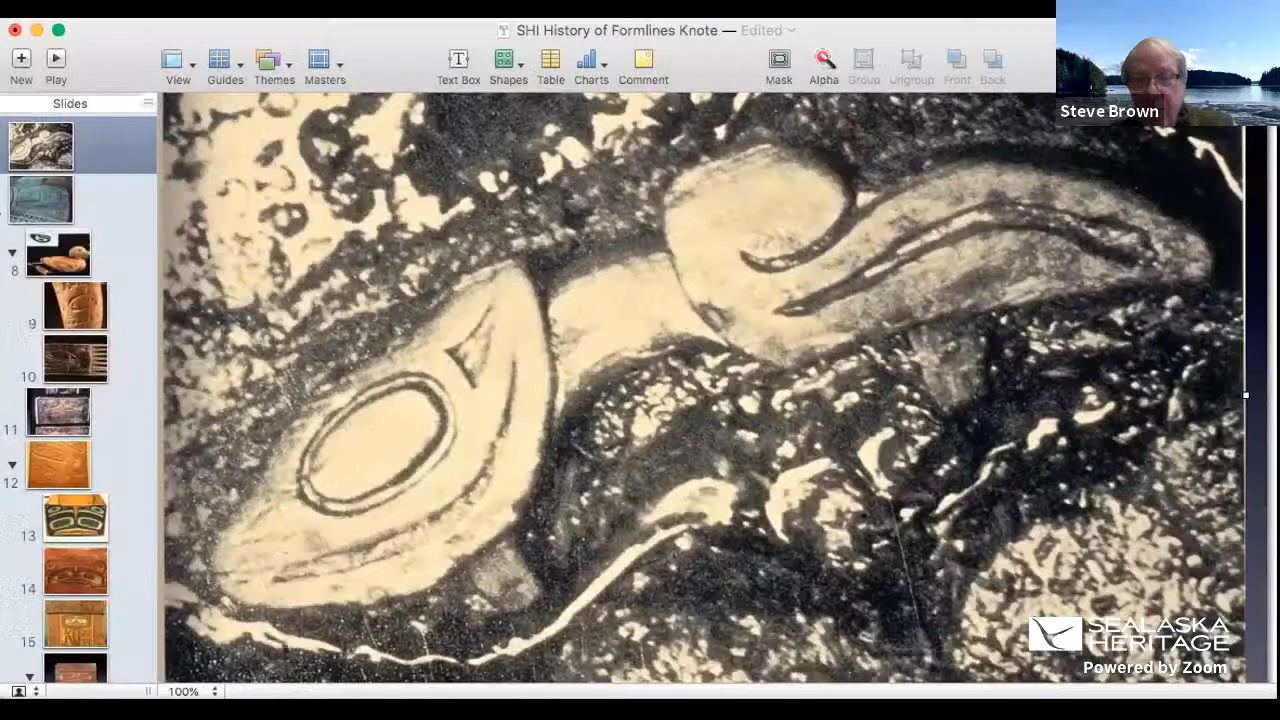 SHI History of Formlines Knote — Edited
New
Play
View
Guides
Themes
Masters
Text Box
Shapes
Table
Charts
Comment
Mask
Alpha
Group
Ungroup
Front
Back
Steve Brown
Slides
8
9
10
11
12
13
14
15
100%
SEALASKA
HERITAGE
Powered by Zoom